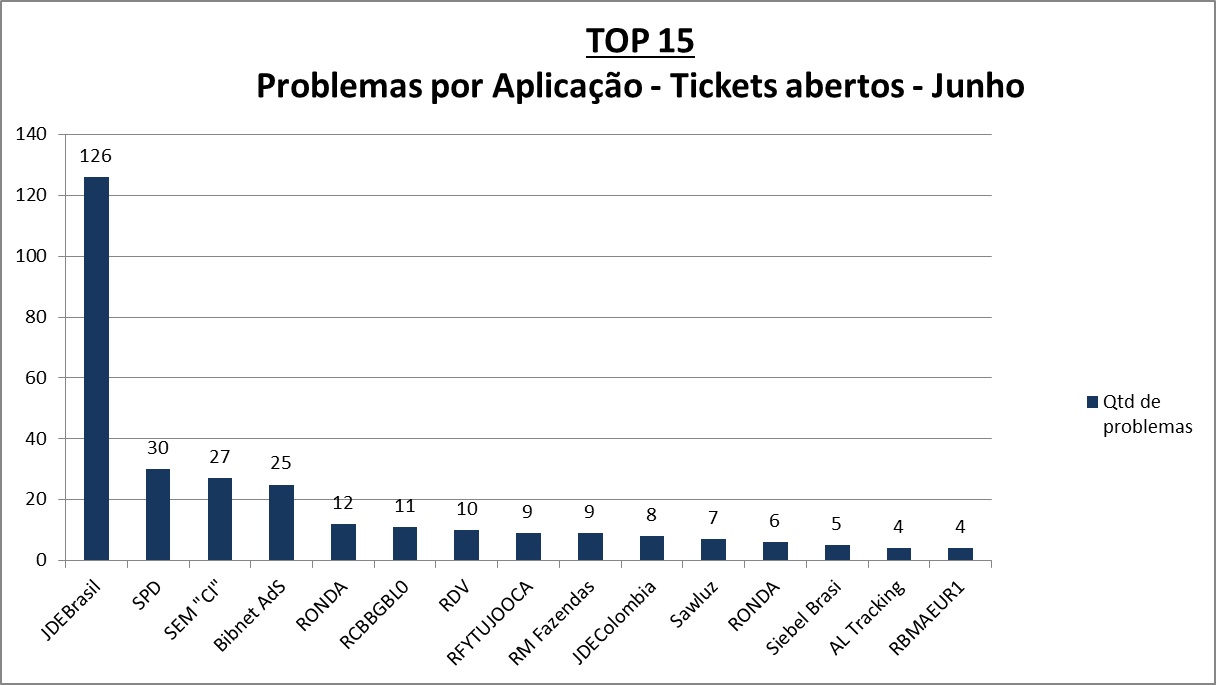 TOP 15
Problemas por Aplicação - Tickets abertos - Junho
140
120
100
80
60
40
20
0
126
30
27
25
12
11
10
9
9
8
7
6
5
4
4
JDEBrasil
SPD
SEM "CI"
Bibnet AdS
RONDA
RCBBGBL0
RDV
RFYTUJOOCA
RM Fazendas
JDEColombia
Sawluz
RONDA
Siebel Brasi
AL Tracking
RBMAEUR1
Qtd de
problemas